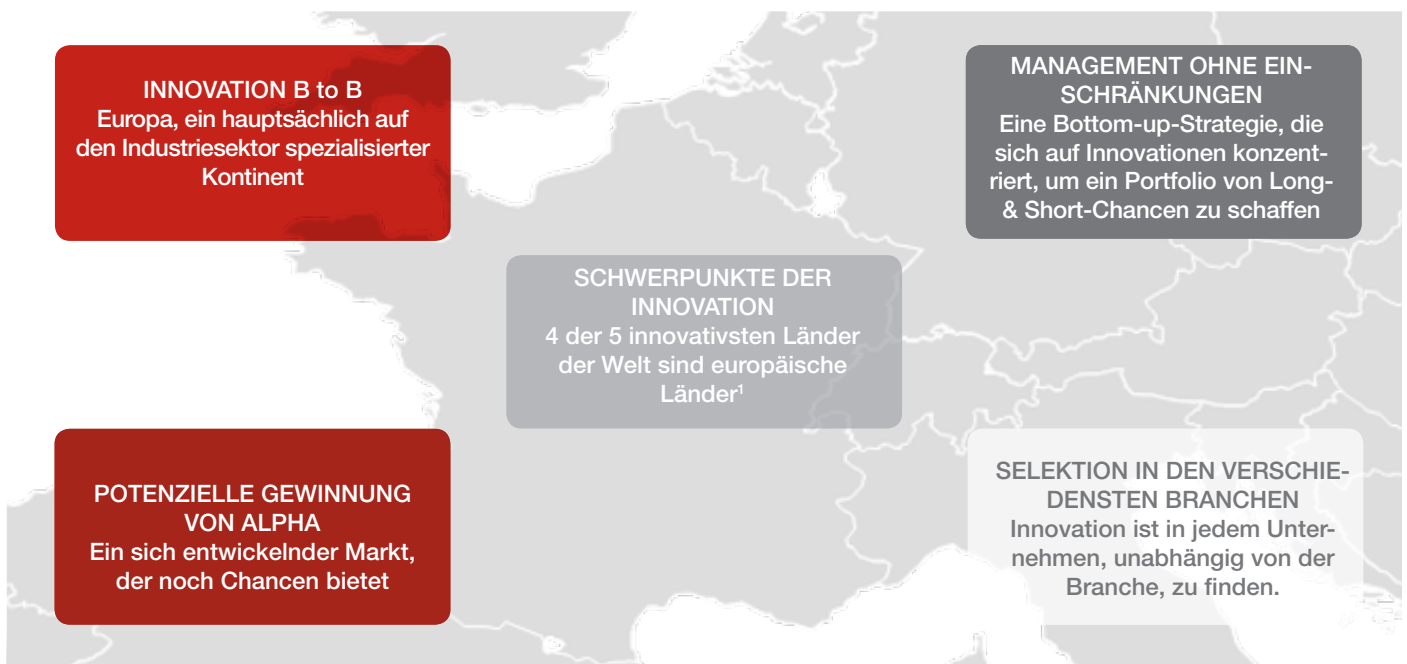 INNOVATION B to B
Europa, ein hauptsächlich auf
den Industriesektor spezialisierter
Kontinent
MANAGEMENT OHNE EIN-
SCHRÄNKUNGEN
Eine Bottom-up-Strategie, die
sich auf Innovationen konzent-
riert, um ein Portfolio von Long-
& Short-Chancen zu schaffen
SCHWERPUNKTE DER
INNOVATION
4 der 5 innovativsten Länder
der Welt sind europäische
Länder¹
POTENZIELLE GEWINNUNG
VON ALPHA
Ein sich entwickelnder Markt,
der noch Chancen bietet
SELEKTION IN DEN VERSCHIE-
DENSTEN BRANCHEN
Innovation ist in jedem Unter-
nehmen, unabhängig von der
Branche, zu finden.